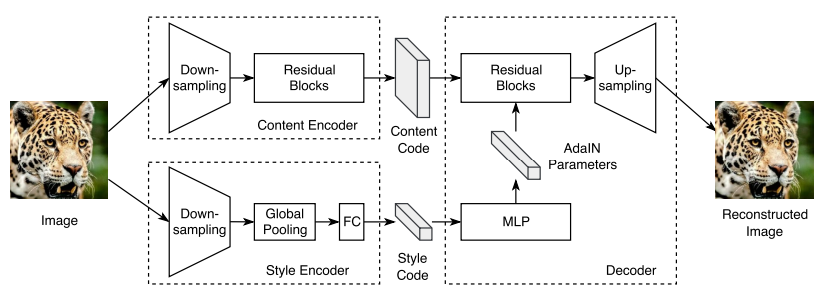 Down-
sampling
Residual
Blocks
Content Encoder
Content
Code
Residual
Blocks
Up-
sampling
AdaIN
Parameters
Image
Down-
sampling
Global
Pooling
FC
Style Encoder
Style
Code
MLP
Decoder
Reconstructed
Image